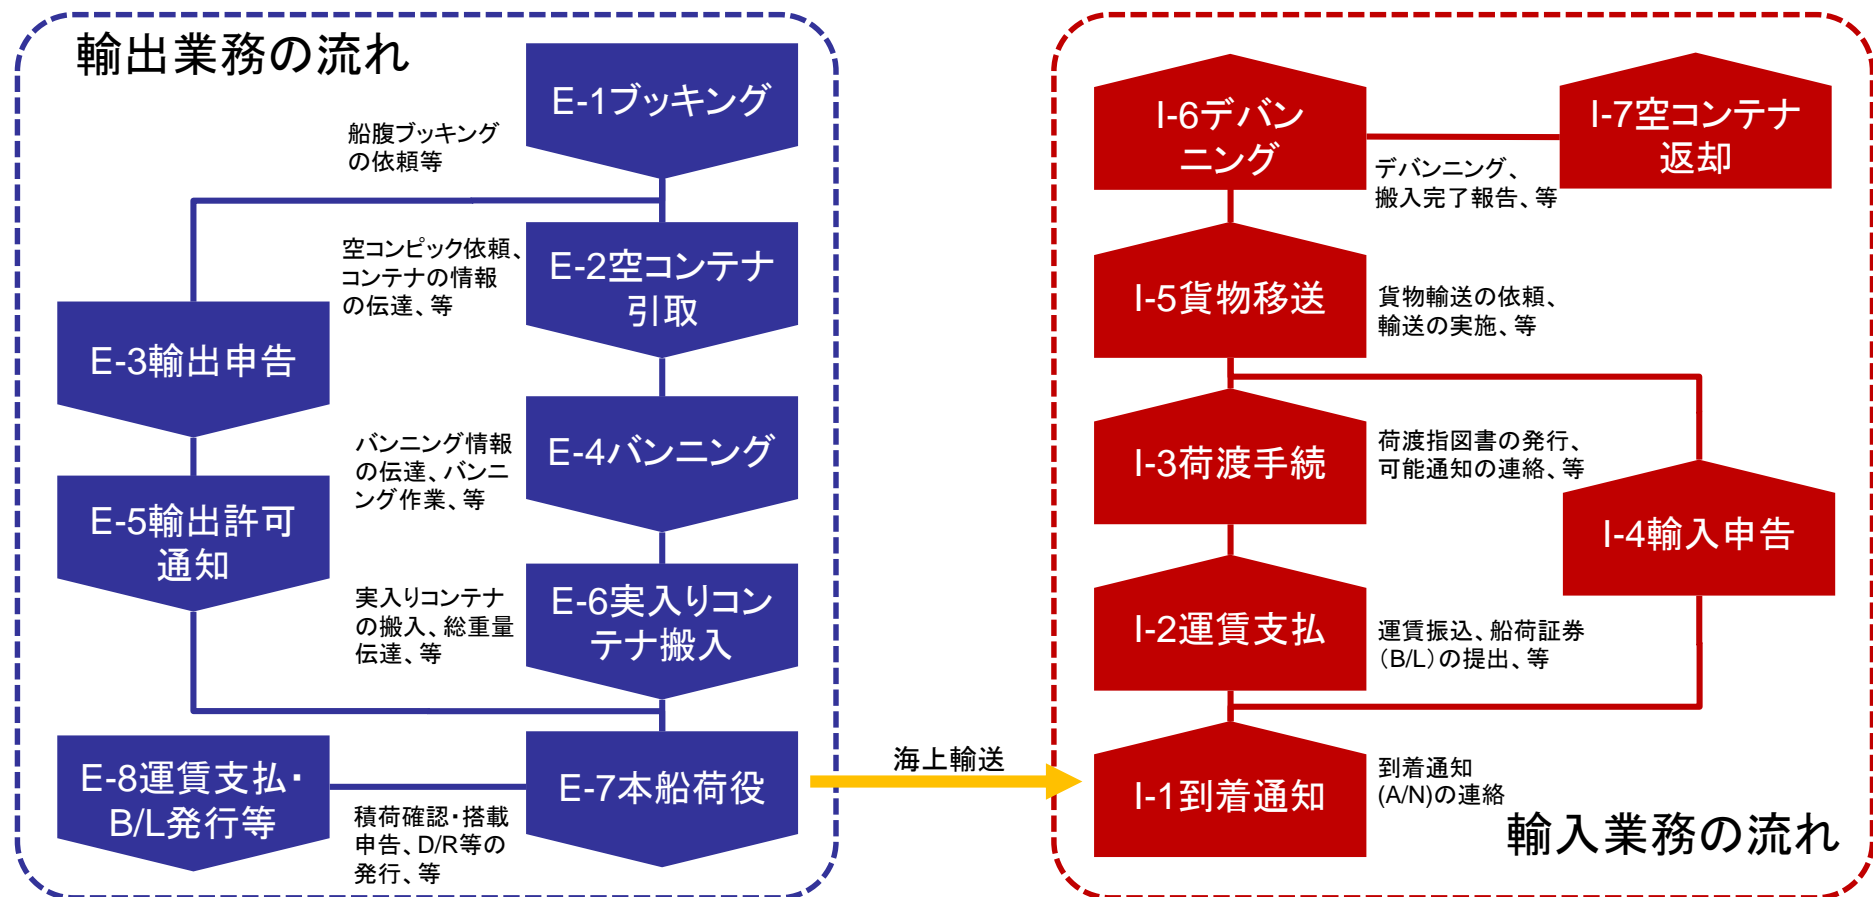 輸出業務の流れ
E-1ブッキング
船腹ブッキング
の依頼等
E-2空コンテナ
引取
空コンピック依頼、
コンテナの情報
の伝達、等
E-3輸出申告
E-4バンニング
バンニング情報
の伝達、バンニ
ング作業、等
E-5輸出許可
通知
E-6実入りコン
テナ搬入
実入りコンテナ
の搬入、総重量
伝達、等
E-7本船荷役
E-8運賃支払・
B/L発行等
積荷確認・搭載
申告、D/R等の
発行、等
海上輸送
I-6デバン
ニング
I-7空コンテナ
返却
デバンニング、
搬入完了報告、等
I-5貨物移送
貨物輸送の依頼、
輸送の実施、等
I-3荷渡手続
荷渡指図書の発行、
可能通知の連絡、等
I-4輸入申告
I-2運賃支払
運賃振込、船荷証券
（B/L）の提出、等
I-1到着通知
到着通知
(A/N)の連絡
輸入業務の流れ